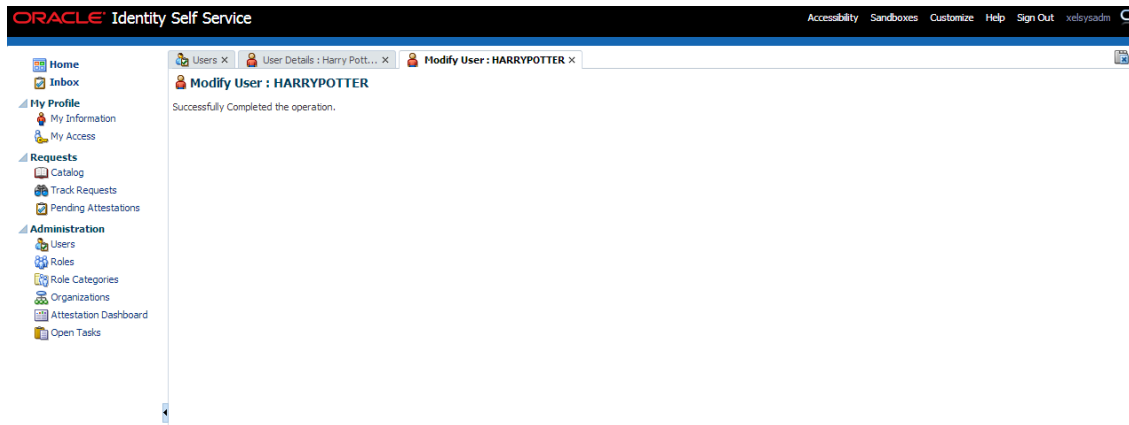 ORACLE Identity Self Service
Accessibility Sandboxes Customize Help Sign Out xelsysadm
Users User Details : Harry Pott... Modify User : HARRYPOTTER
Home
Inbox
My Profile
My Information
My Access
Requests
Catalog
Track Requests
Pending Attestations
Administration
Users
Roles
Role Categories
Organizations
Attestation Dashboard
Open Tasks
Modify User : HARRYPOTTER
Successfully Completed the operation.